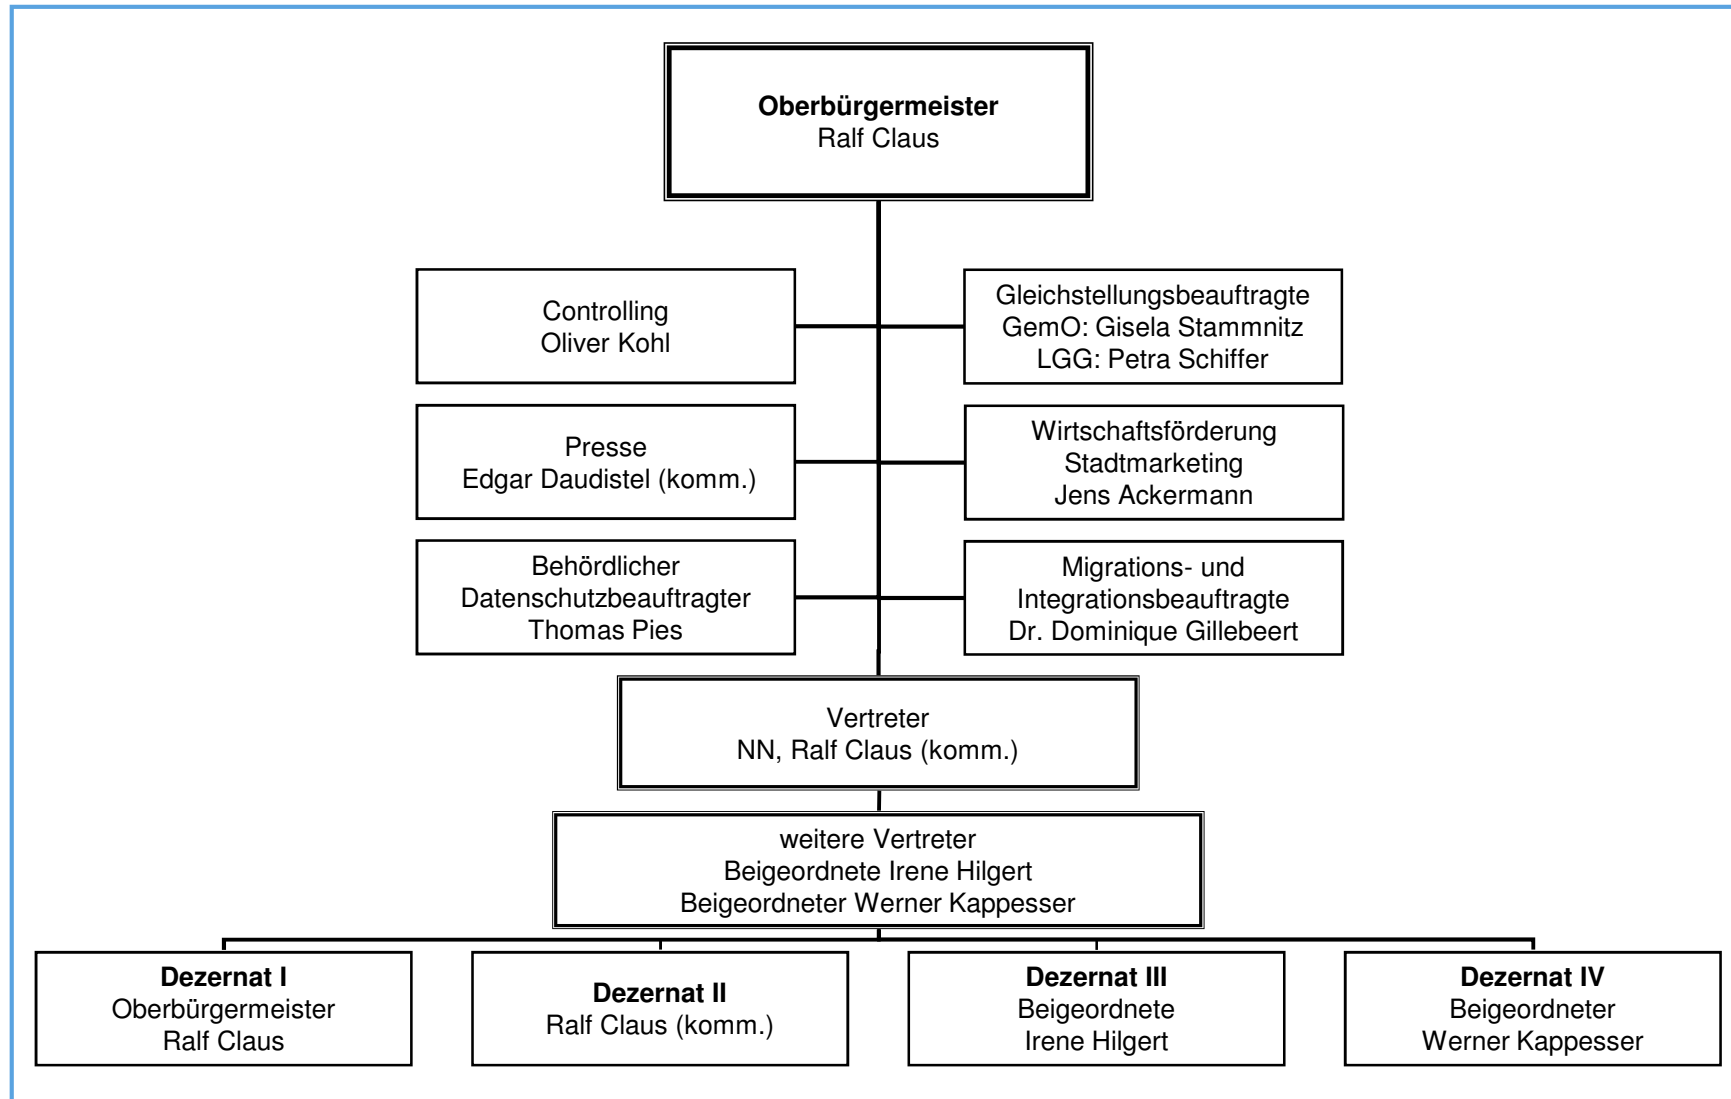 Oberbürgermeister
Ralf Claus
Controlling
Oliver Kohl
Gleichstellungsbeauftragte
GemO: Gisela Stammnitz
LGG: Petra Schiffer
Presse
Edgar Daudistel (komm.)
Wirtschaftsförderung
Stadtmarketing
Jens Ackermann
Behördlicher
Datenschutzbeauftragter
Thomas Pies
Migrations- und
Integrationsbeauftragte
Dr. Dominique Gillebeert
Vertreter
NN, Ralf Claus (komm.)
weitere Vertreter
Beigeordnete Irene Hilgert
Beigeordneter Werner Kappesser
Dezernat I
Oberbürgermeister
Ralf Claus
Dezernat II
Ralf Claus (komm.)
Dezernat III
Beigeordnete
Irene Hilgert
Dezernat IV
Beigeordneter
Werner Kappesser